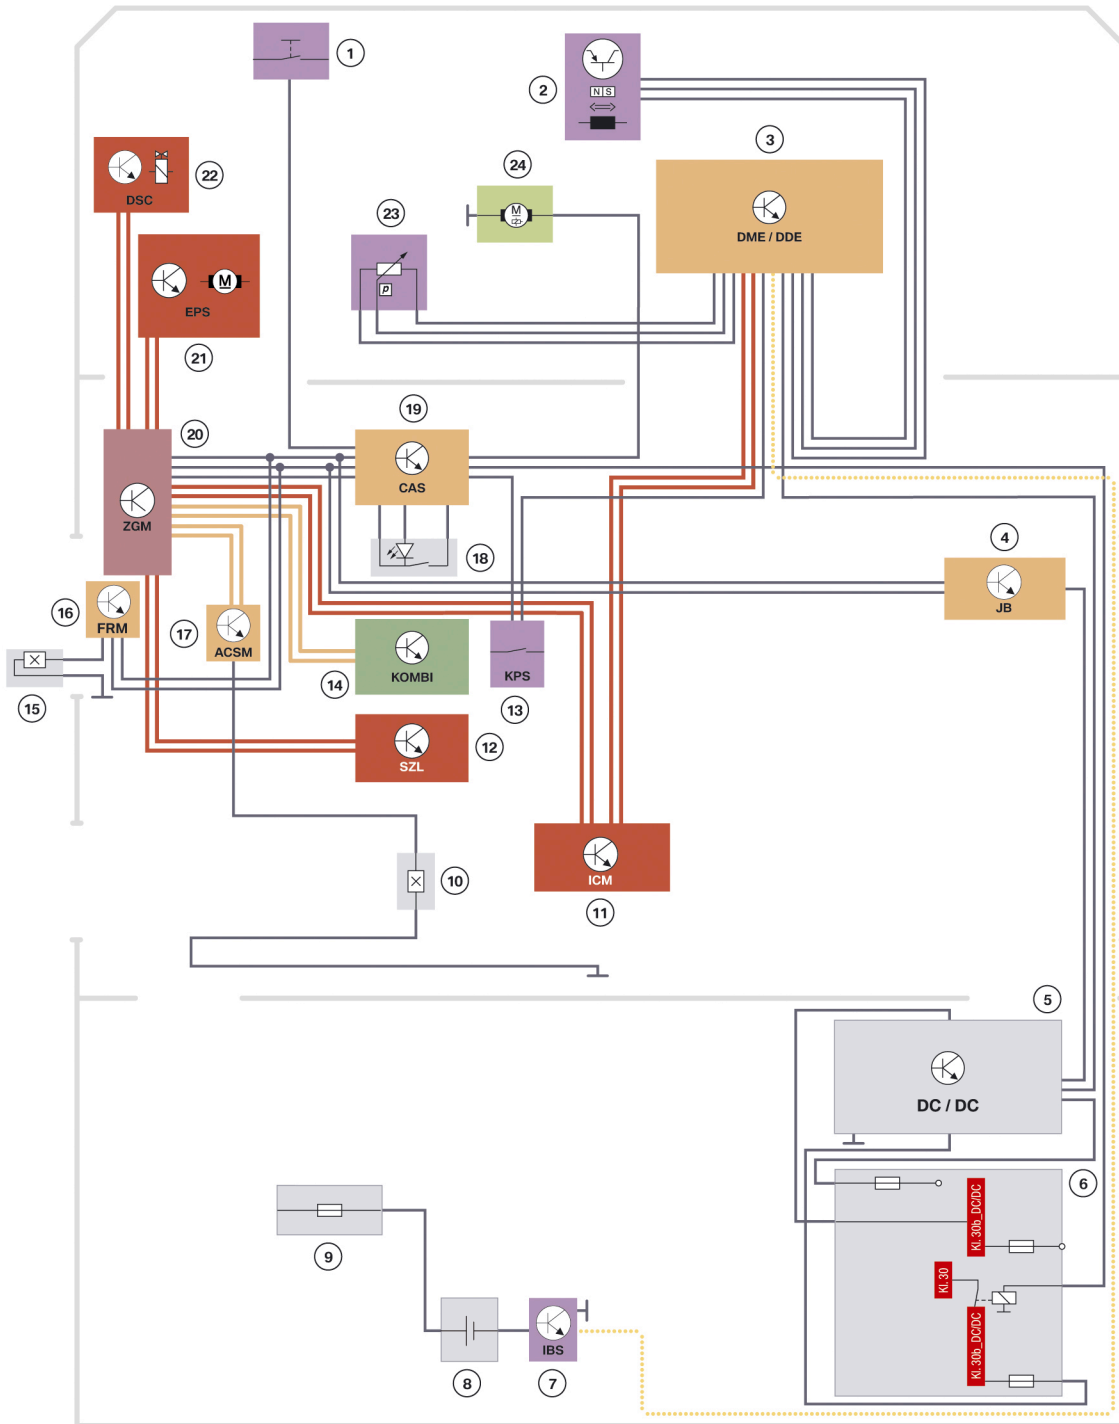 1
2
N S
3
DME / DDE
22
DSC
24
M
23
p
M
EPS
21
19
CAS
20
ZGM
18
4
JB
16
FRM
17
ACSM
14
KOMBI
KPS
13
15
12
SZL
10
ICM
11
5
DC / DC
6
Kl. 30b_DC/DC
Kl. 30
Kl. 30b_DC/DC
9
8
IBS
7